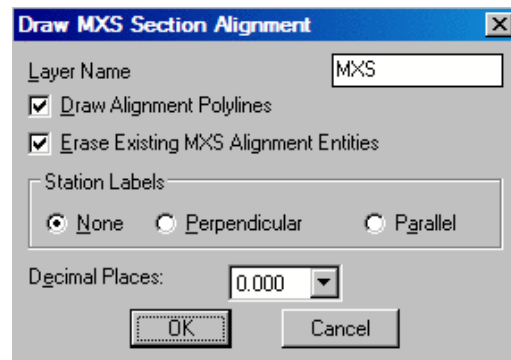 Draw MXS Section Alignment
Layer Name MXS
Draw Alignment Polylines
Erase Existing MXS Alignment Entities
Station Labels
None Perpendicular Parallel
Decimal Places: 0.000
OK Cancel